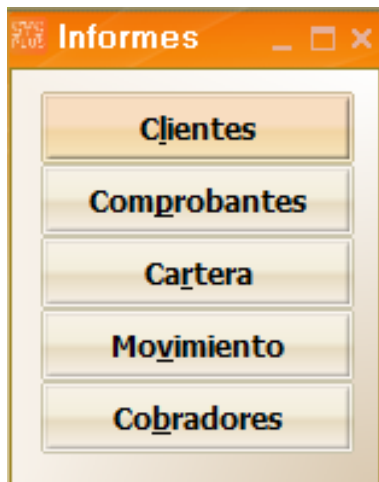 Informes
Clientes
Comprobantes
Cartera
Movimiento
Cobradores